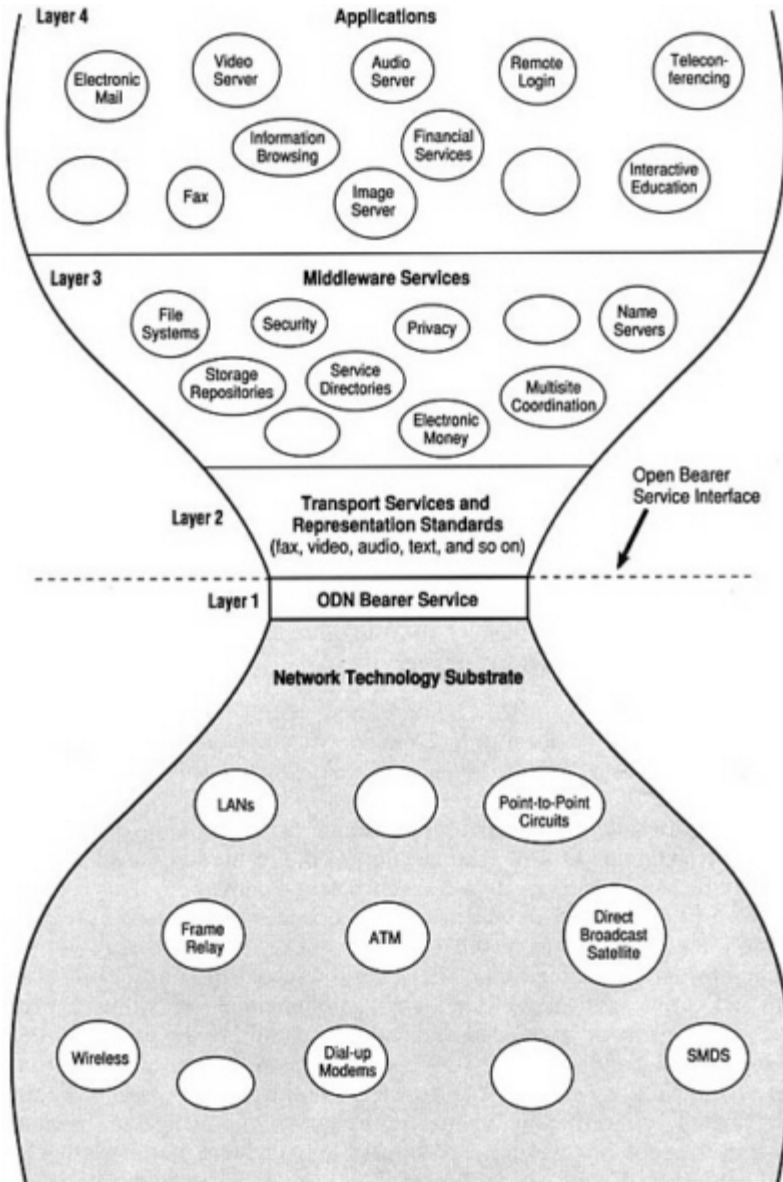 Layer 4
Applications
Electronic
Mail
Video
Server
Audio
Server
Remote
Login
Telecon-
ferencing
Information
Browsing
Financial
Services
Fax
Image
Server
Interactive
Education
Layer 3
Middleware Services
File
Systems
Security
Privacy
Name
Servers
Storage
Repositories
Service
Directories
Multisite
Coordination
Electronic
Money
Open Bearer
Service Interface
Layer 2
Transport Services and
Representation Standards
(fax, video, audio, text, and so on)
Layer 1
ODN Bearer Service
Network Technology Substrate
LANs
Point-to-Point
Circuits
Frame
Relay
ATM
Direct
Broadcast
Satellite
Wireless
Dial-up
Modems
SMDS